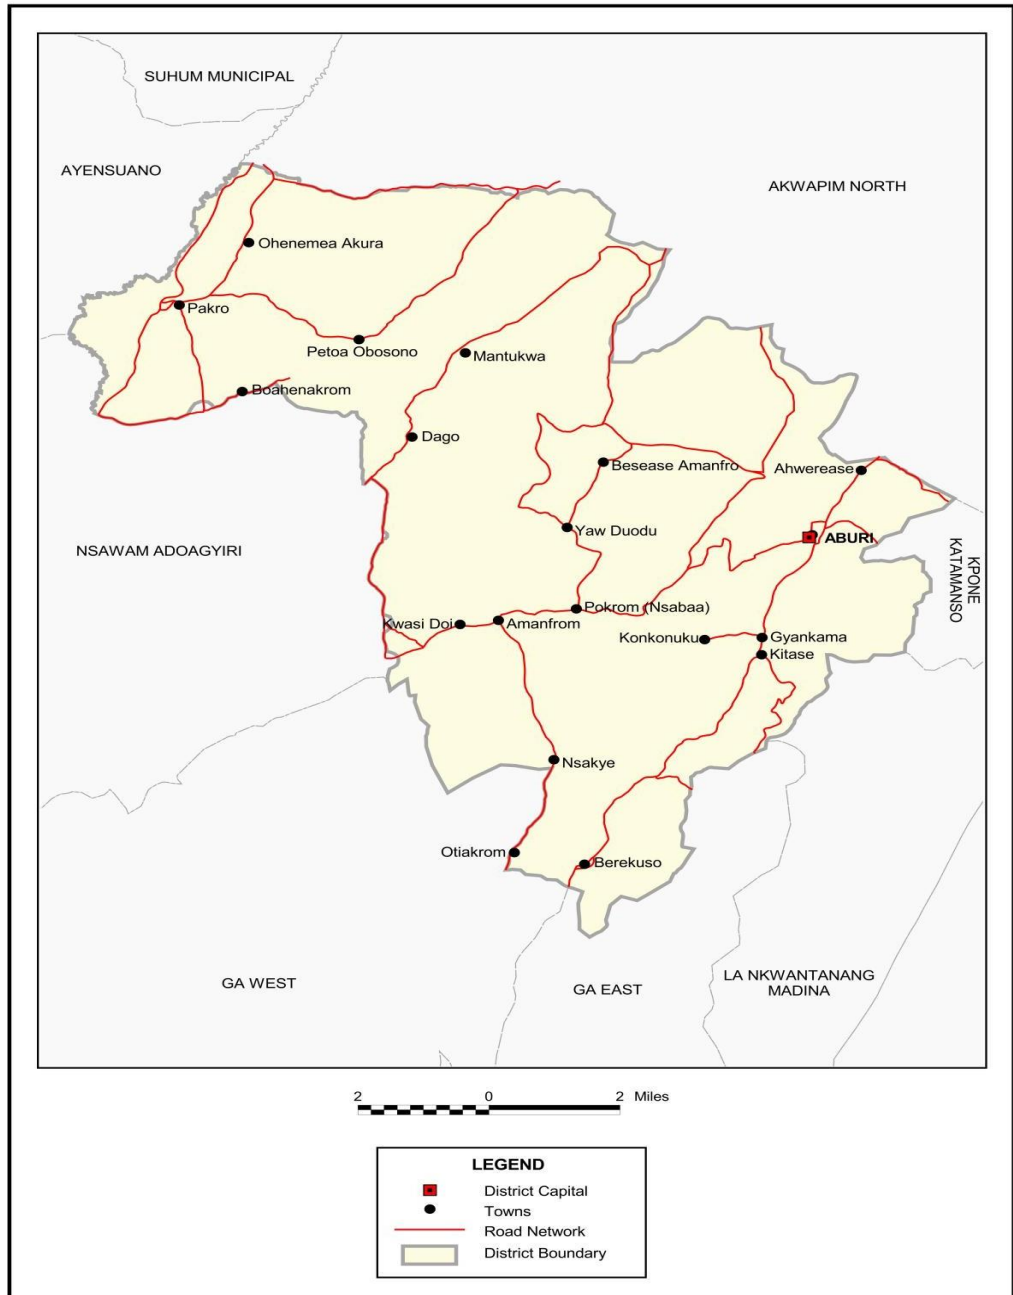 SUHUM MUNICIPAL
AYENSUANO
AKWAPIM NORTH
Ohenemea Akura
Pakro
Petoa Obosono
Mantukwa
Boahenakrom
Dago
Besease Amanfro
Ahwerease
Yaw Duodu
ABURI
NSAWAM ADOAGYIRI
KPONE
KATAMANSO
Pokrom (Nsabaa)
Kwasi Doi
Amanfrom
Konkonuku
Gyankama
Kitase
Nsakye
Otiakrom
Berekuso
GA WEST
GA EAST
LA NKWANTANANG
MADINA
2 0 2 Miles
LEGEND
District Capital
Towns
Road Network
District Boundary